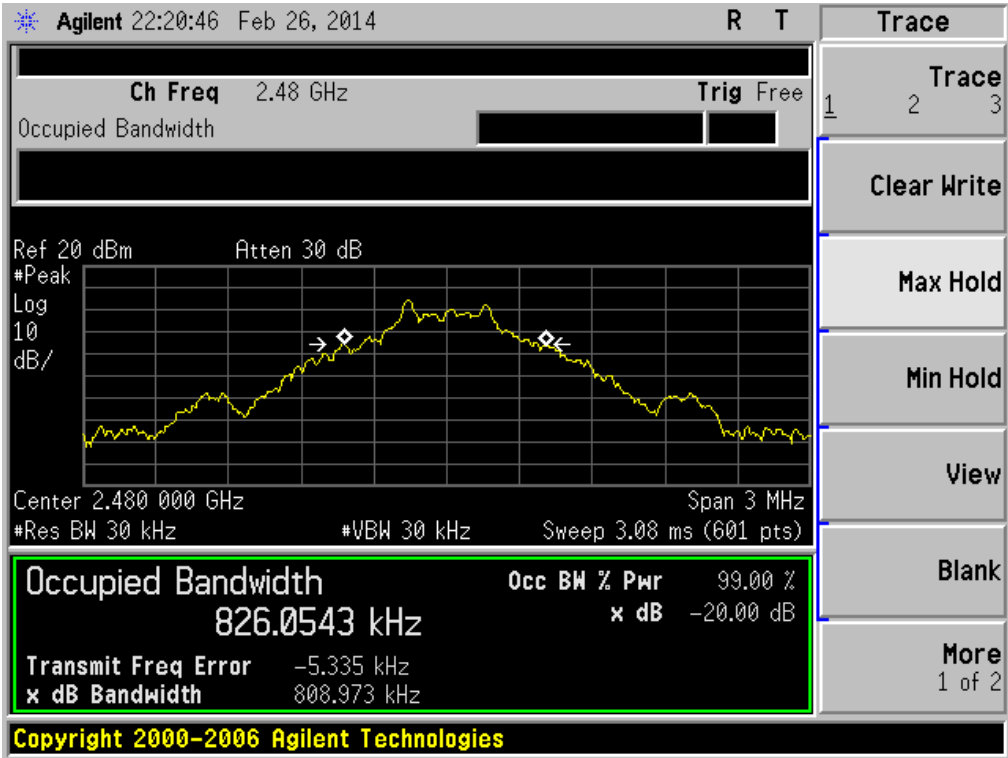 Agilent 22:20:46 Feb 26, 2014 R T
Trace
Ch Freq 2.48 GHz Trig Free
Occupied Bandwidth
Trace
1 2 3
Clear Write
Max Hold
Min Hold
View
Blank
More
1 of 2
Ref 20 dBm Atten 30 dB
#Peak
Log
10
dB/
Center 2.480 000 GHz Span 3 MHz
#Res BW 30 kHz #VBW 30 kHz Sweep 3.08 ms (601 pts)
Occupied Bandwidth Occ BW % Pwr 99.00 %
826.0543 kHz x dB -20.00 dB
Transmit Freq Error -5.335 kHz
x dB Bandwidth 808.973 kHz
Copyright 2000-2006 Agilent Technologies